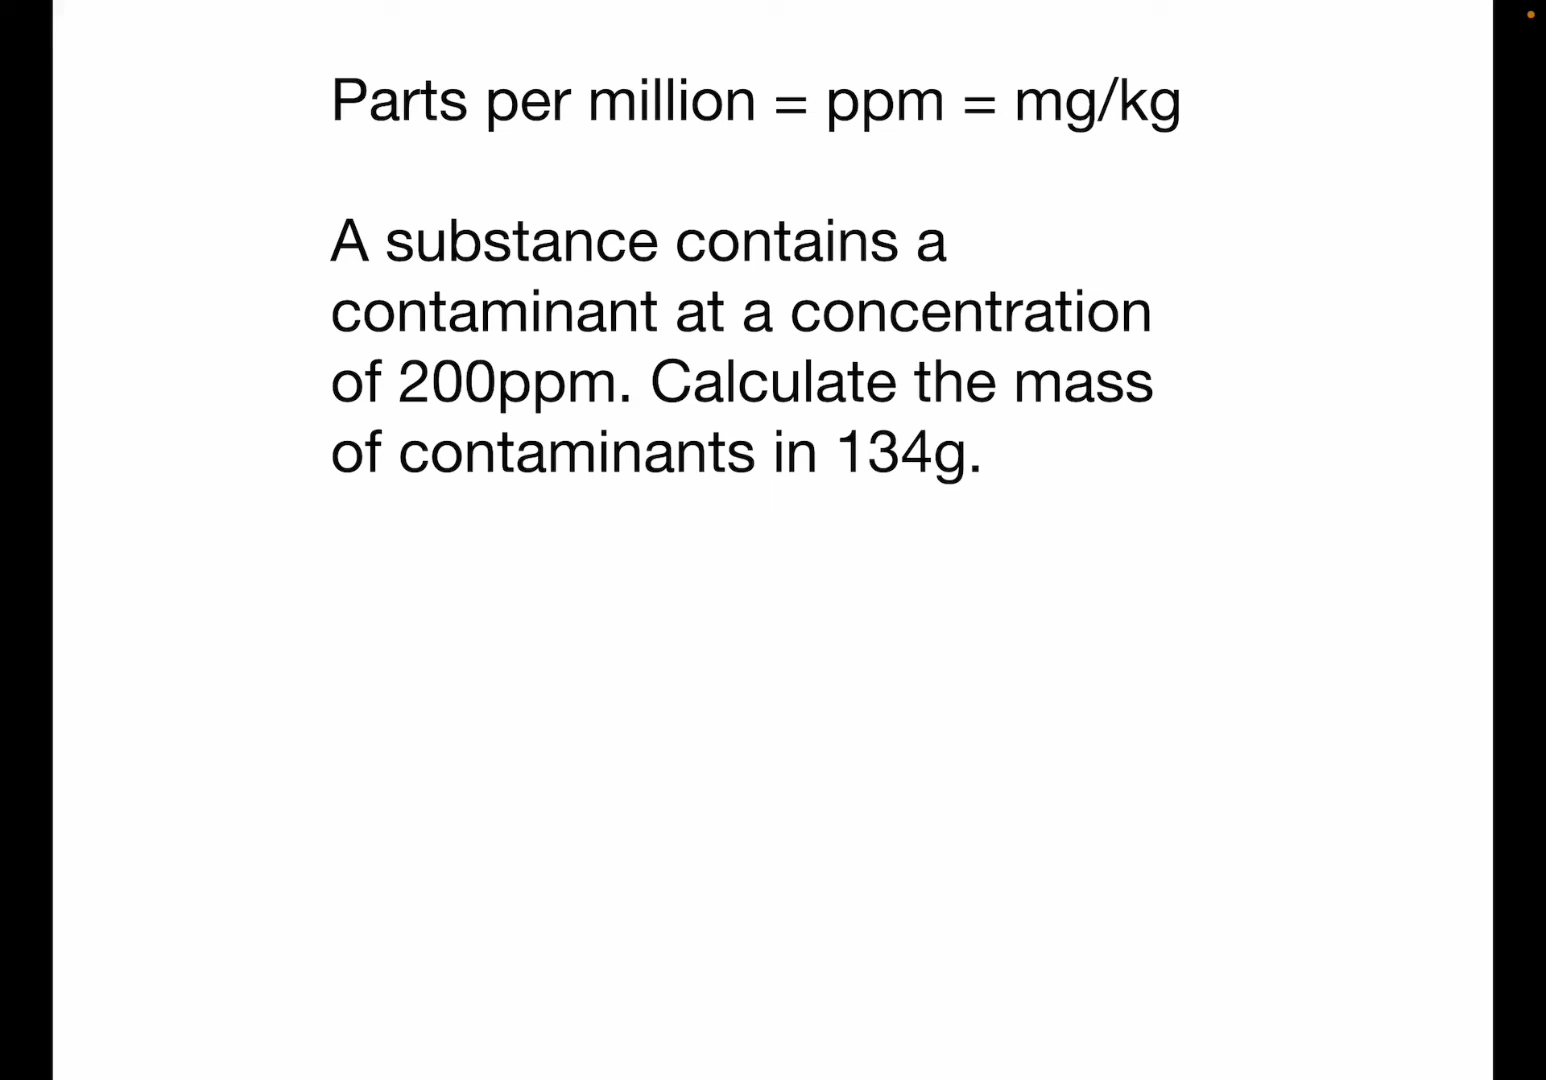 Parts per million = ppm = mg/kg
A substance contains a
contaminant at a concentration
of 200ppm. Calculate the mass
of contaminants in 134g.